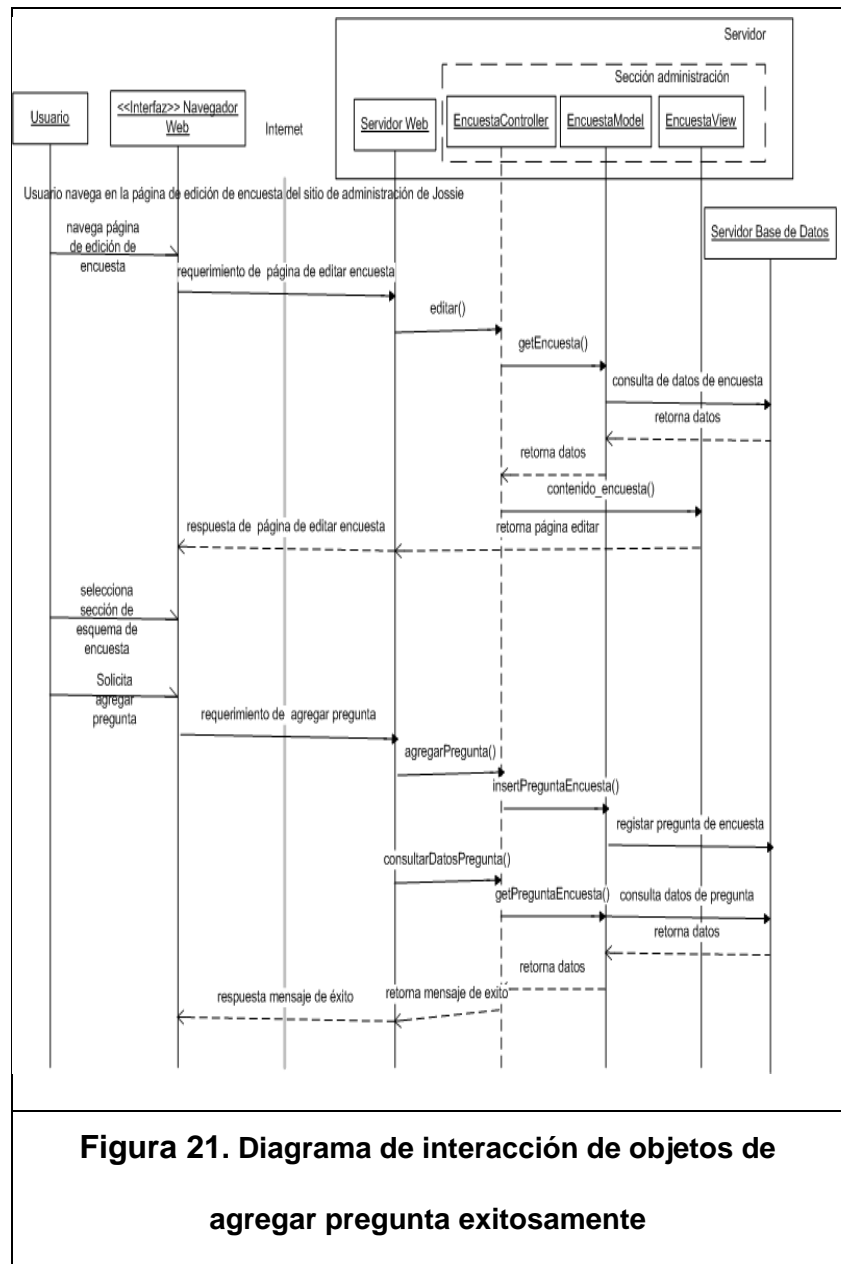 Servidor
Sección administración
Usuario
<<Interfaz>> Navegador
Web
Internet
Servidor Web
EncuestaController
EncuestaModel
EncuestaView
Usuario navega en la página de edición de encuesta del sitio de administración de Jossie
Servidor Base de Datos
navega página
de edición de
encuesta
requerimiento de página de editar encuesta
editar()
getEncuesta()
consulta de datos de encuesta
retorna datos
retorna datos
contenido_encuesta()
respuesta de página de editar encuesta
retorna página editar
selecciona
sección de
esquema de
encuesta
Solicita
agregar
pregunta
requerimiento de agregar pregunta
agregarPregunta()
insertPreguntaEncuesta()
registar pregunta de encuesta
consultarDatosPregunta()
getPreguntaEncuesta()
consulta datos de pregunta
retorna datos
retorna datos
respuesta mensaje de éxito
retorna mensaje de exito
Figura 21. Diagrama de interacción de objetos de
agregar pregunta exitosamente